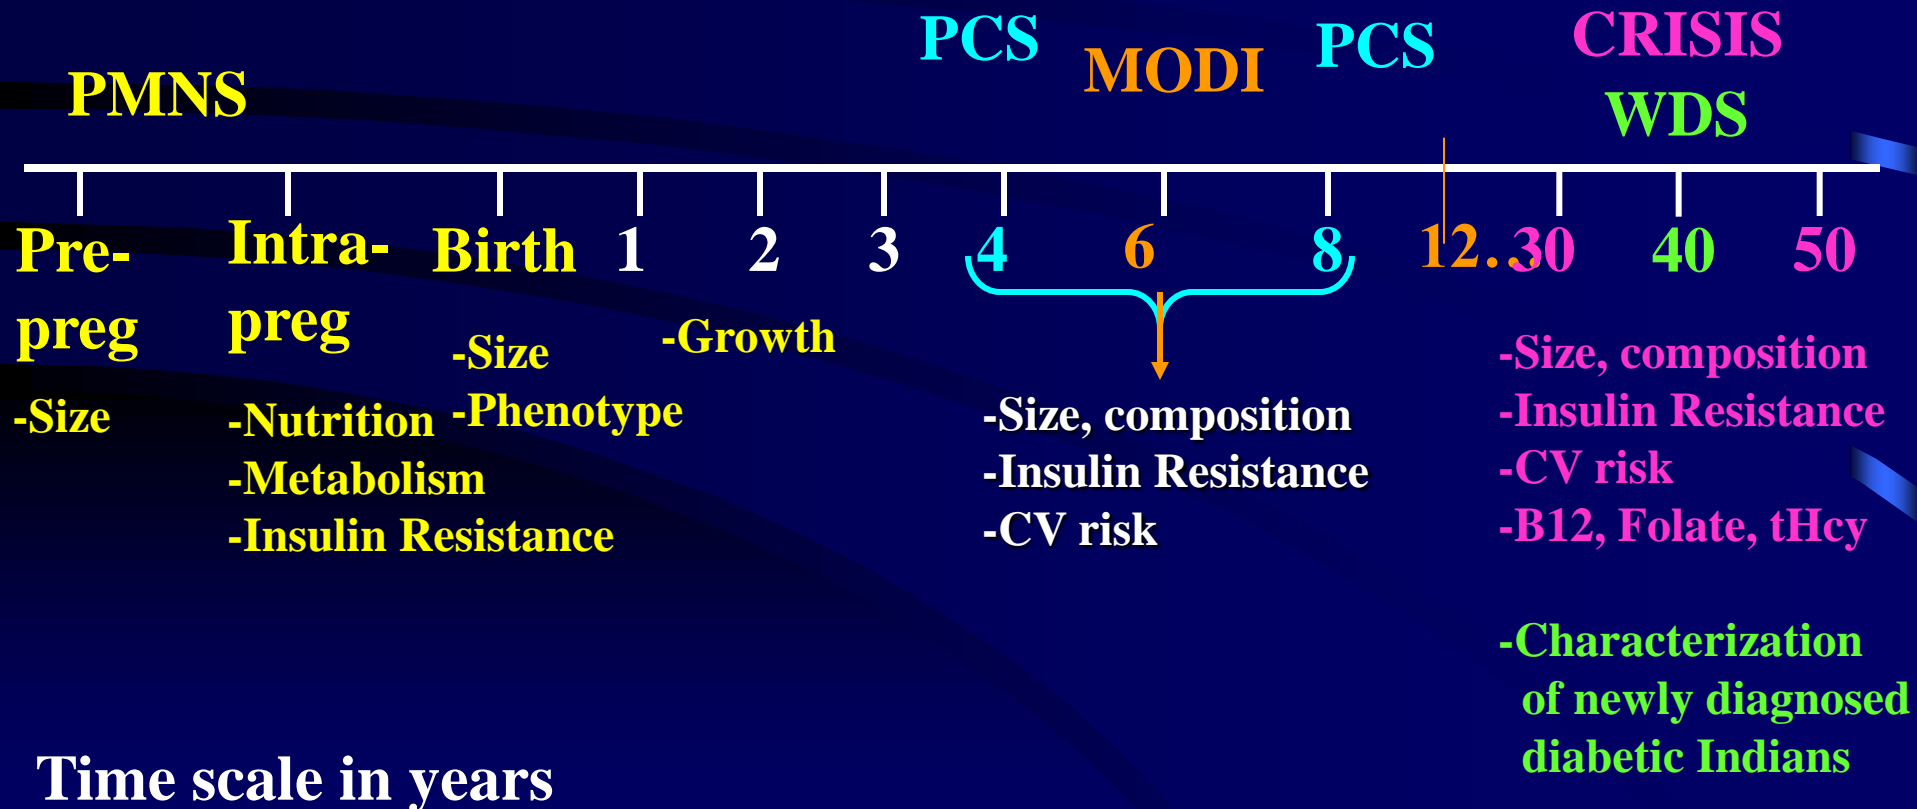 PMNS
PCS
MODI
PCS
CRISIS
WDS
Pre-
preg
Intra-
preg
Birth
1
2
3
4
6
8
12...
30
40
50
-Size
-Nutrition
-Metabolism
-Insulin Resistance
-Size
-Phenotype
-Growth
-Size, composition
-Insulin Resistance
-CV risk
-Size, composition
-Insulin Resistance
-CV risk
-B12, Folate, tHcy
-Characterization
of newly diagnosed
diabetic Indians
Time scale in years